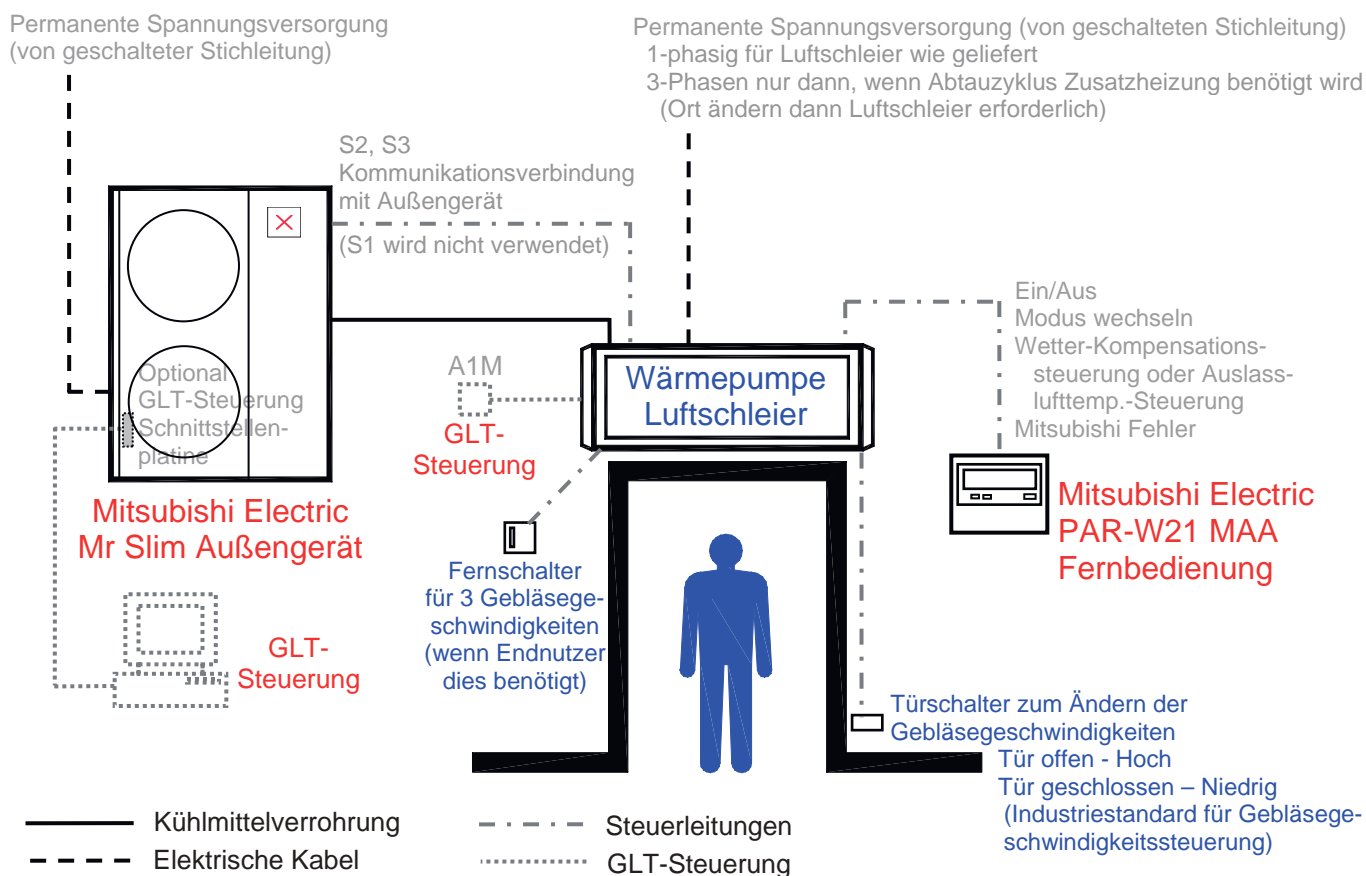 Permanente Spannungsversorgung
(von geschalteter Stichleitung)
Permanente Spannungsversorgung (von geschalteten Stichleitung)
1-phasig für Luftschleier wie geliefert
3-Phasen nur dann, wenn Abtauzyklus Zusatzheizung benötigt wird
(Ort ändern dann Luftschleier erforderlich)
S2, S3
Kommunikationsverbindung
mit Außengerät
(S1 wird nicht verwendet)
Ein/Aus
Modus wechseln
Wetter-Kompensations-
steuerung oder Auslass-
lufttemp.-Steuerung
Mitsubishi Fehler
Optional
GLT-Steuerung
Schnittstellen-
platine
A1M
GLT-
Steuerung
Wärmepumpe
Luftschleier
Mitsubishi Electric
Mr Slim Außengerät
Mitsubishi Electric
PAR-W21 MAA
Fernbedienung
Fernschalter
für 3 Gebläsege-
schwindigkeiten
(wenn Endnutzer
dies benötigt)
GLT-
Steuerung
Türschalter zum Ändern der
Gebläsegeschwindigkeiten
Tür offen - Hoch
Tür geschlossen – Niedrig
(Industriestandard für Gebläsege-
schwindigkeitssteuerung)
Kühlmittelverrohrung
Elektrische Kabel
Steuerleitungen
GLT-Steuerung